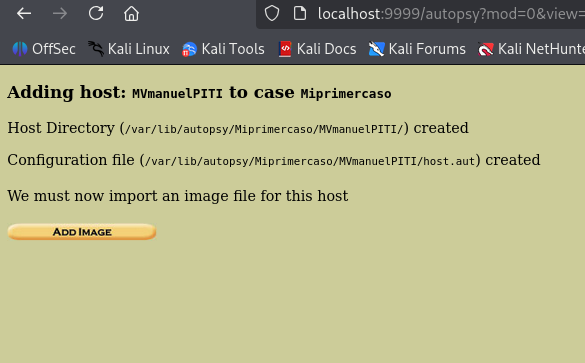 localhost:9999/autopsy?mod=0&view=
OffSec Kali Linux Kali Tools Kali Docs Kali Forums Kali NetHunte
Adding host: MVmanuelPITI to case Miprimercaso
Host Directory (/var/lib/autopsy/Miprimercaso/MVmanuelPITI/) created
Configuration file (/var/lib/autopsy/Miprimercaso/MVmanuelPITI/host.aut) created
We must now import an image file for this host
ADD IMAGE